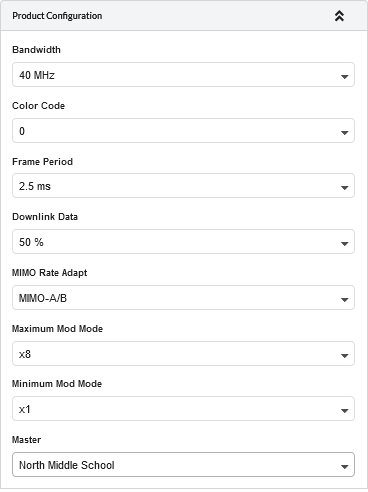 Product Configuration
Bandwidth
40 MHz
Color Code
0
Frame Period
2.5 ms
Downlink Data
50 %
MIMO Rate Adapt
MIMO-A/B
Maximum Mod Mode
x8
Minimum Mod Mode
x1
Master
North Middle School